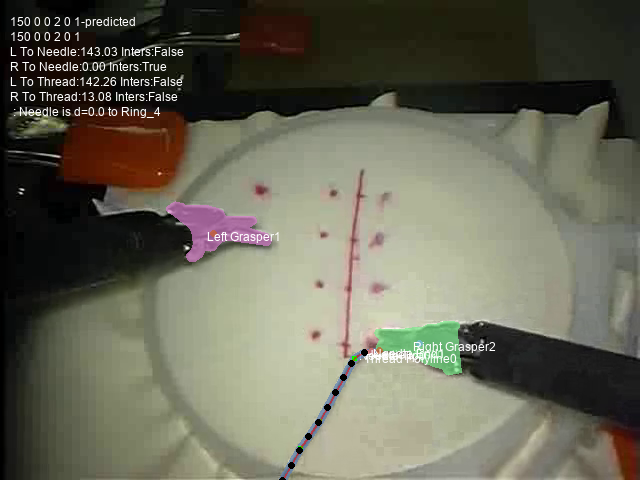 150 0 0 2 0 1-predicted
150 0 0 2 0 1
L To Needle:143.03 Inters:False
R To Needle:0.00 Inters:True
L To Thread:142.26 Inters:False
R To Thread:13.08 Inters:False
: Needle is d=0.0 to Ring_4
Left Grasper1
Right Grasper2
Thread Polyline0